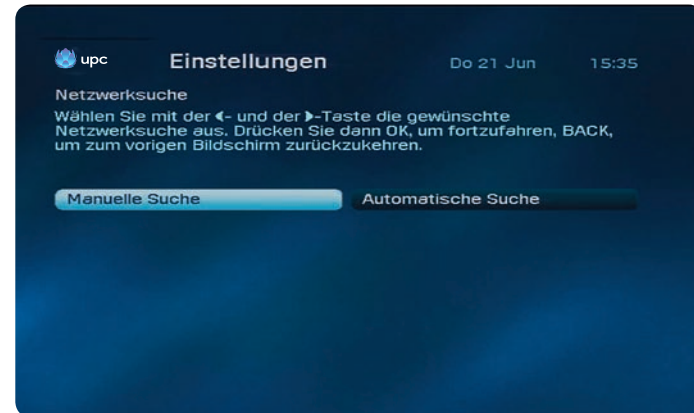 upc Einstellungen Do 21 Jun 15:35
Netzwerksuche
Wählen Sie mit der ◀- und der ▶-Taste die gewünschte
Netzwerksuche aus. Drücken Sie dann OK, um fortzufahren, BACK,
um zum vorigen Bildschirm zurückzukehren.
Manuelle Suche Automatische Suche